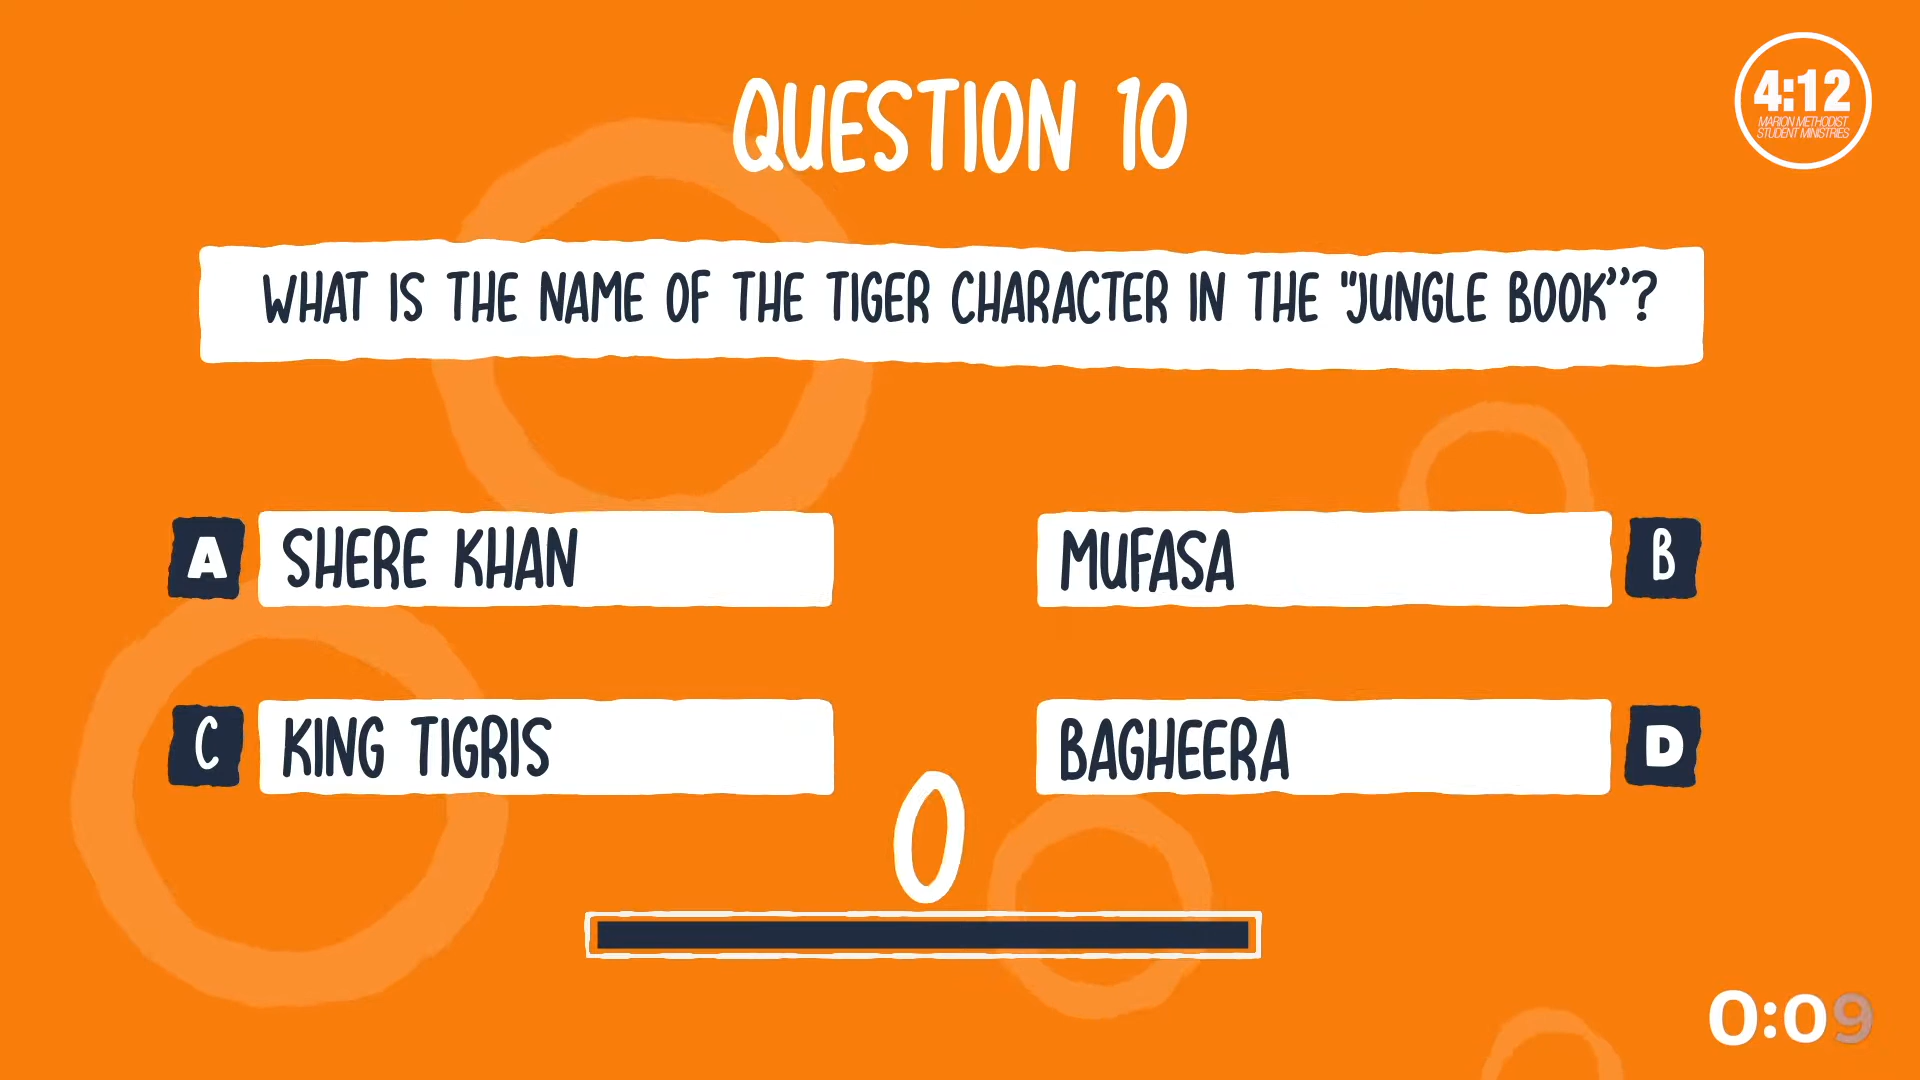 QUESTION 10
4:12
MARION METHODIST
STUDENT MINISTRIES
WHAT IS THE NAME OF THE TIGER CHARACTER IN THE "JUNGLE BOOK"?
A SHERE KHAN
MUFASA B
C KING TIGRIS
BAGHEERA D
0
0:09